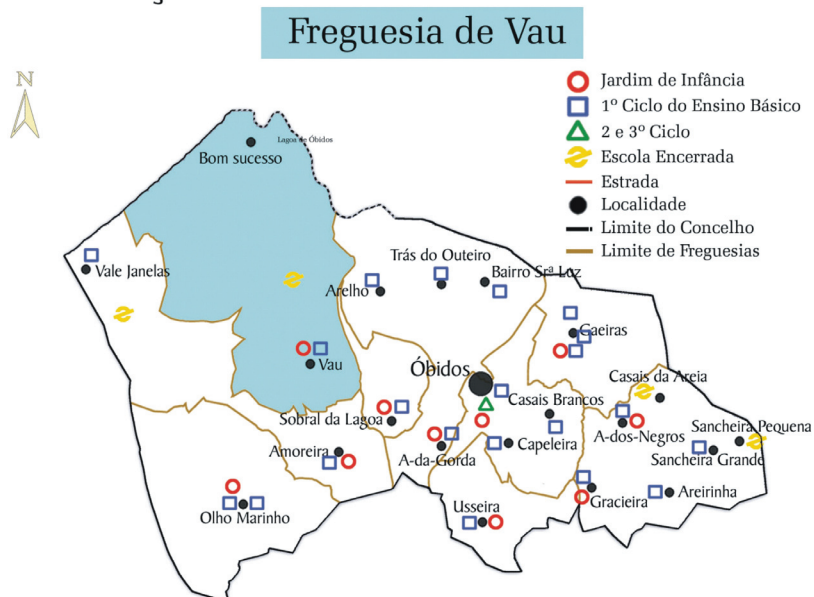 Freguesia de Vau
N
Jardim de Infância
1º Ciclo do Ensino Básico
2 e 3º Ciclo
Escola Encerrada
Estrada
Localidade
Limite do Concelho
Limite de Freguesias
Lagoa de Óbidos
Bom sucesso
Trás do Outeiro
Vale Janelas
Bairro Srª Luz
Arelho
Gaeiras
Vau
Óbidos
Casais da Areia
Casais Brancos
Sobral da Lagoa
Sancheira Pequena
A-dos-Negros
Capeleira
Amoreira
A-da-Gorda
Sancheira Grande
Areirinha
Gracieira
Usseira
Olho Marinho